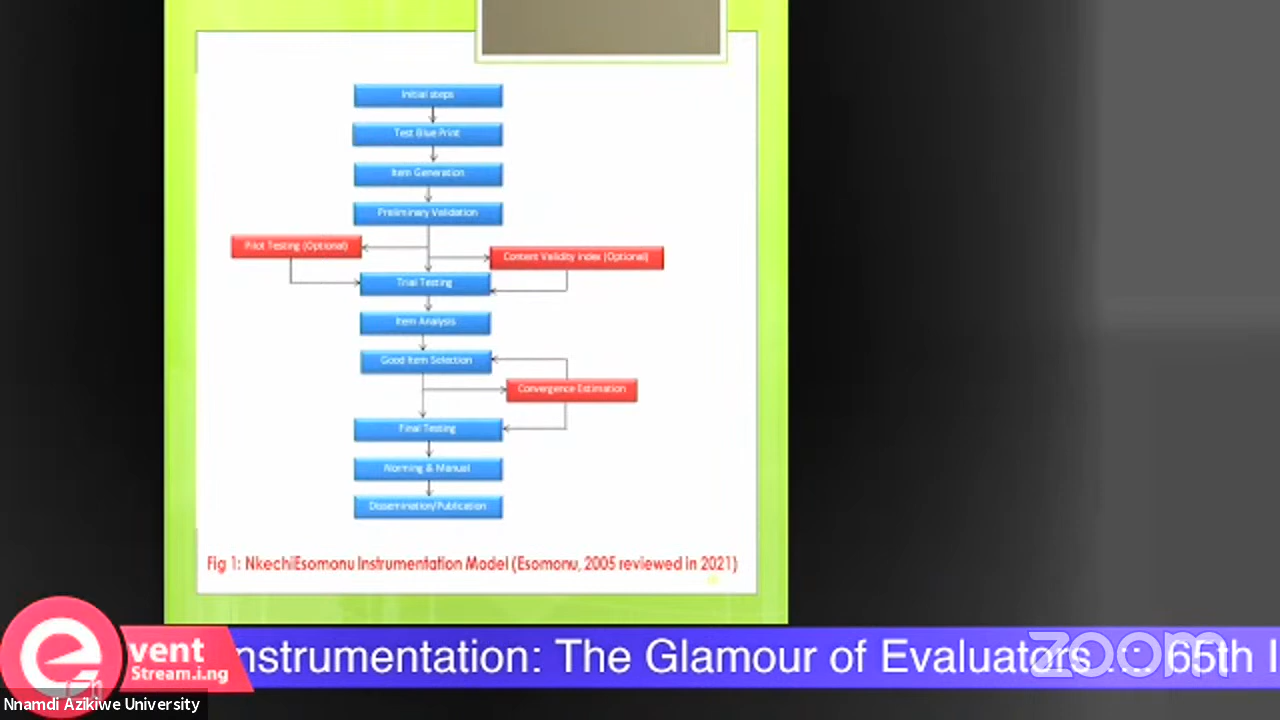 Initial steps
Test Blue Print
Item Generation
Preliminary Validation
Pilot Testing (Optional)
Content Validity Index (Optional)
Trial Testing
Item Analysis
Good Item Selection
Convergence Estimation
Final Testing
Norming & Manual
Dissemination/Publication
Fig 1: NkechiEsomonu Instrumentation Model (Esomonu, 2005 reviewed in 2021)
nstrumentation: The Glamour of Evaluators .:. 65th I
zoom
e vent
Stream.i.ng
Nnamdi Azikiwe University